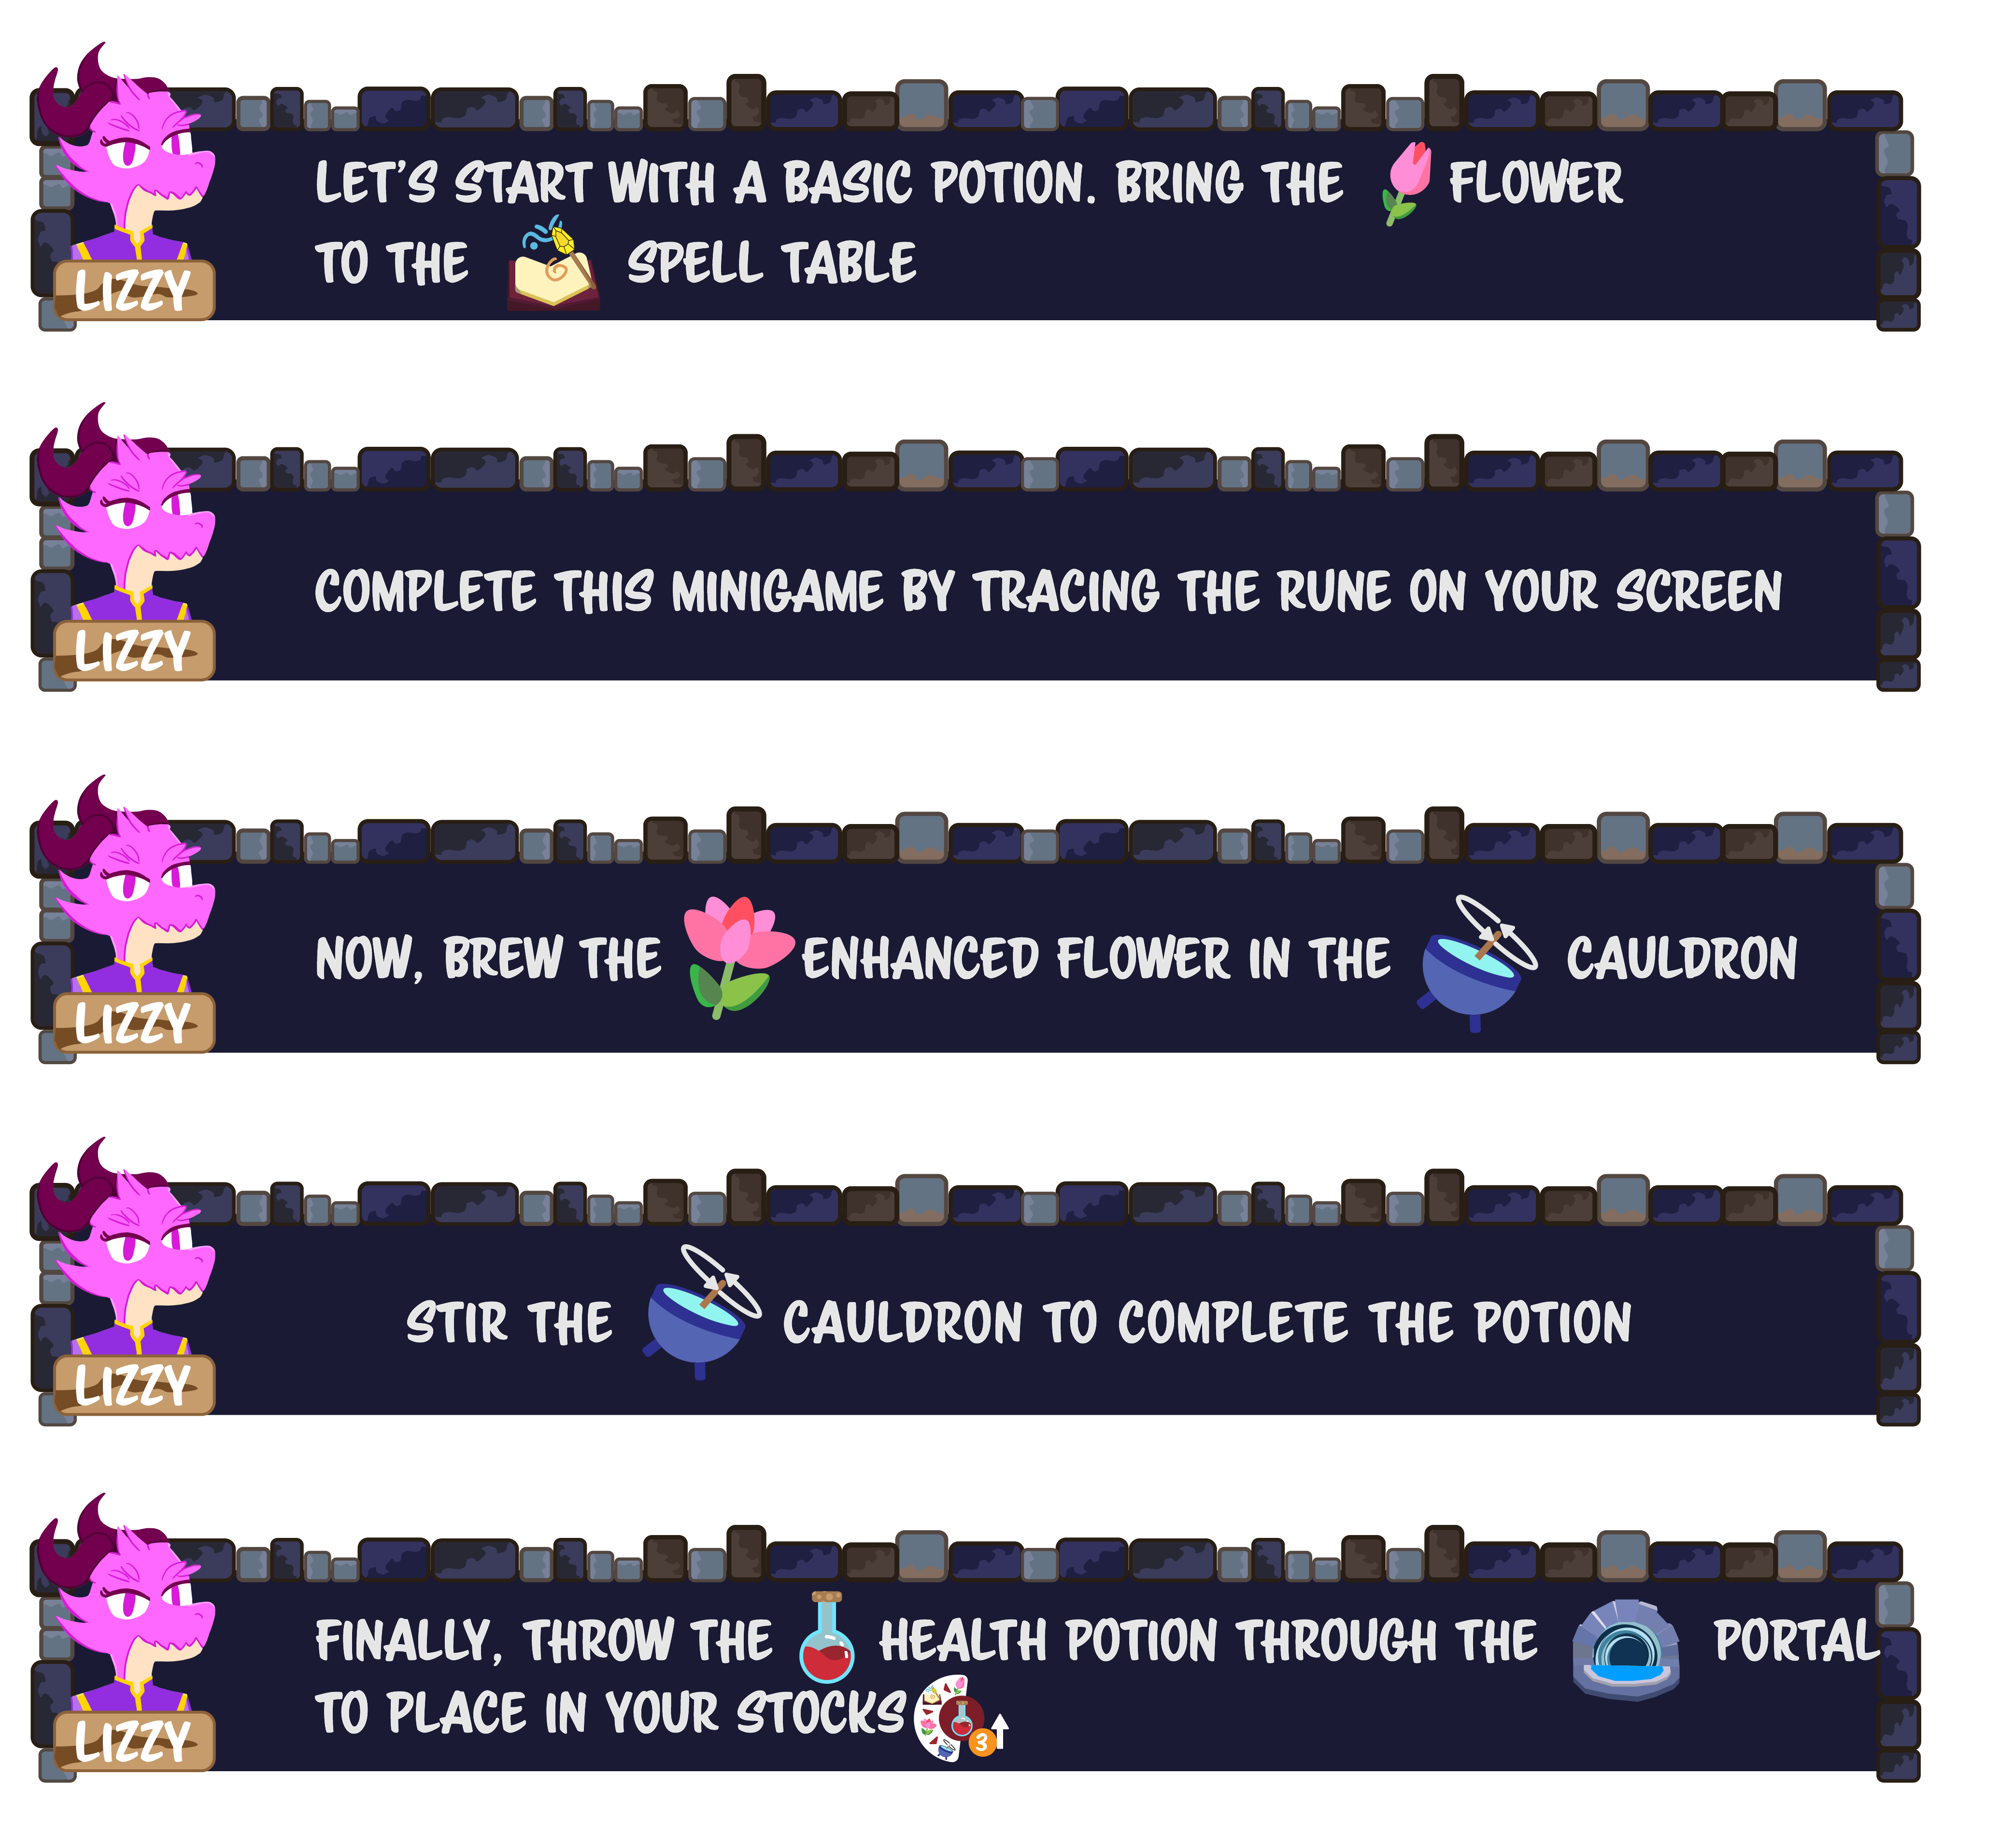 LET'S START WITH A BASIC POTION. BRING THE FLOWER
TO THE SPELL TABLE
LIZZY
COMPLETE THIS MINIGAME BY TRACING THE RUNE ON YOUR SCREEN
LIZZY
NOW, BREW THE ENHANCED FLOWER IN THE CAULDRON
LIZZY
STIR THE CAULDRON TO COMPLETE THE POTION
LIZZY
FINALLY, THROW THE HEALTH POTION THROUGH THE PORTAL
TO PLACE IN YOUR STOCKS
3
LIZZY